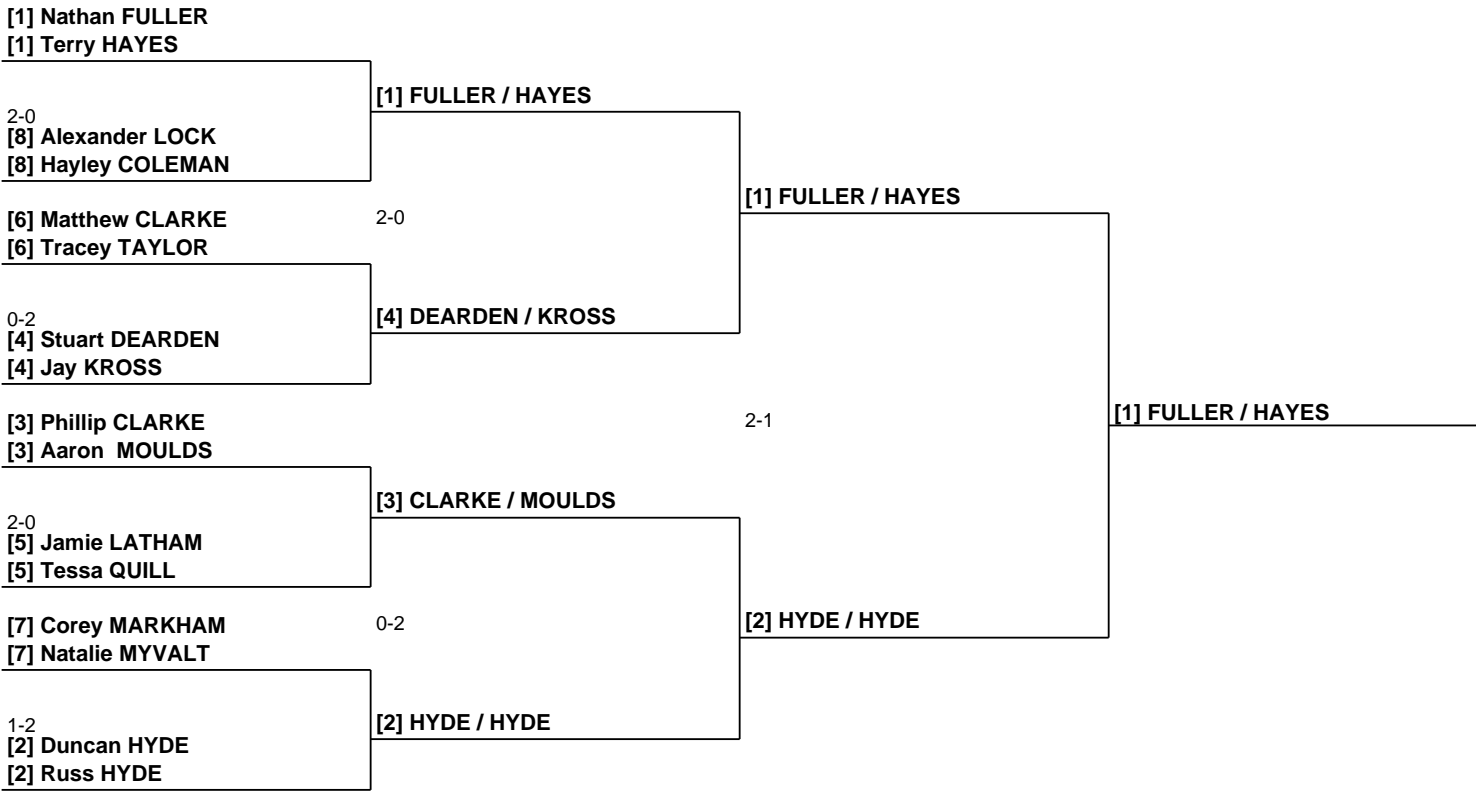 [1] Nathan FULLER
[1] Terry HAYES
[1] FULLER / HAYES
2-0
[8] Alexander LOCK
[8] Hayley COLEMAN
[1] FULLER / HAYES
[6] Matthew CLARKE
2-0
[6] Tracey TAYLOR
[4] DEARDEN / KROSS
0-2
[4] Stuart DEARDEN
[4] Jay KROSS
[1] FULLER / HAYES
[3] Phillip CLARKE
2-1
[3] Aaron  MOULDS
[3] CLARKE / MOULDS
2-0
[5] Jamie LATHAM
[5] Tessa QUILL
[2] HYDE / HYDE
[7] Corey MARKHAM
0-2
[7] Natalie MYVALT
[2] HYDE / HYDE
1-2
[2] Duncan HYDE
[2] Russ HYDE